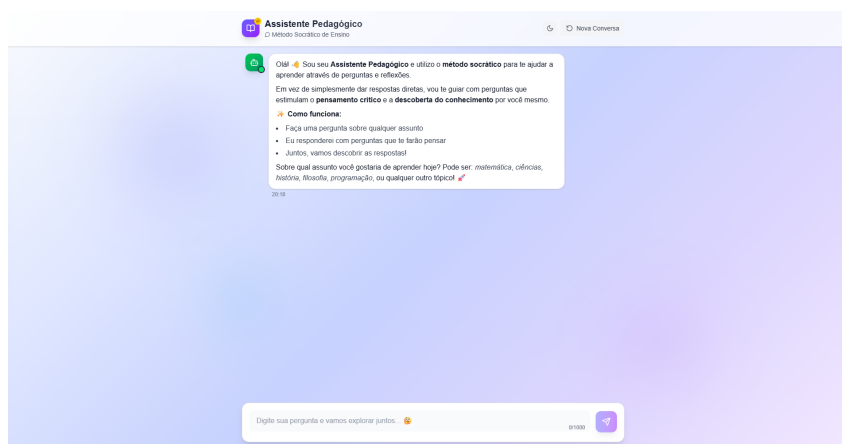 Assistente Pedagógico
Método Socrático de Ensino
Nova Conversa
Olá! 👋 Sou seu Assistente Pedagógico e utilizo o método socrático para te ajudar a
aprender através de perguntas e reflexões.
Em vez de simplesmente dar respostas diretas, vou te guiar com perguntas que
estimulam o pensamento crítico e a descoberta do conhecimento por você mesmo.
✨ Como funciona:
• Faça uma pergunta sobre qualquer assunto
• Eu responderei com perguntas que te farão pensar
• Juntos, vamos descobrir as respostas!
Sobre qual assunto você gostaria de aprender hoje? Pode ser: matemática, ciências,
história, filosofia, programação, ou qualquer outro tópico! 🚀
20:16
Digite sua pergunta e vamos explorar juntos... 🤔
0/1000